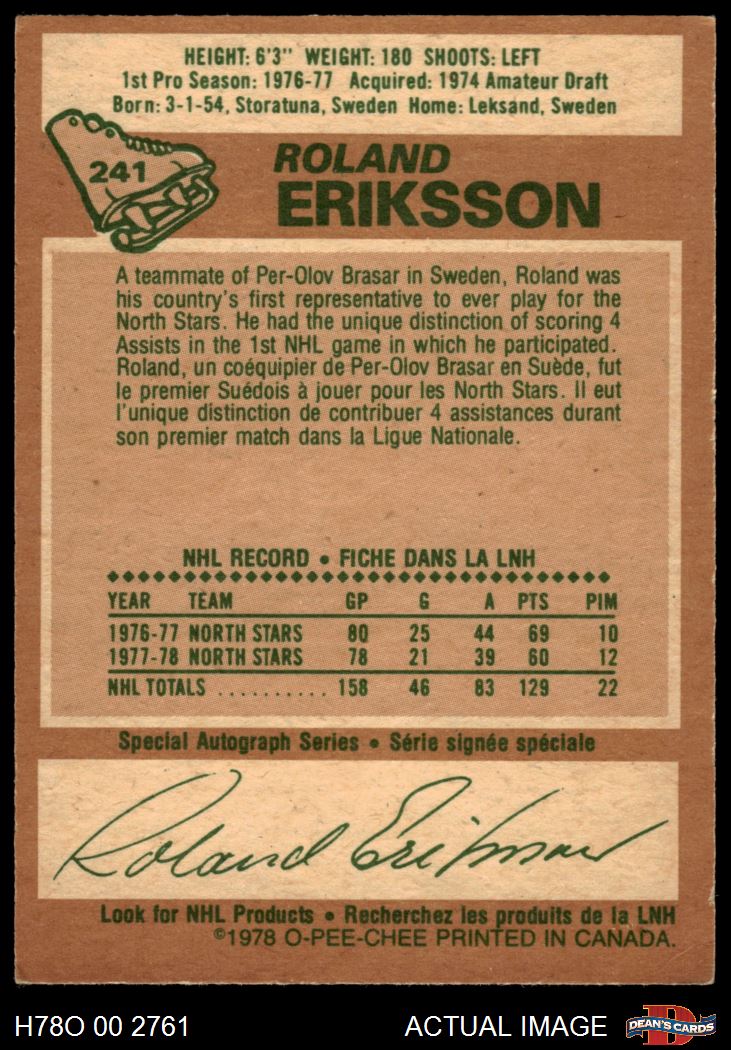 HEIGHT: 6'3" WEIGHT: 180 SHOOTS: LEFT
1st Pro Season: 1976-77 Acquired: 1974 Amateur Draft
Born: 3-1-54, Storatuna, Sweden Home: Leksand, Sweden
241
ROLAND
ERIKSSON
A teammate of Per-Olov Brasar in Sweden, Roland was
his country's first representative to ever play for the
North Stars. He had the unique distinction of scoring 4
Assists in the 1st NHL game in which he participated.
Roland, un coéquipier de Per-Olov Brasar en Suède, fut
le premier Suédois à jouer pour les North Stars. Il eut
l'unique distinction de contribuer 4 assistances durant
son premier match dans la Ligue Nationale.
NHL RECORD • FICHE DANS LA LNH
YEAR TEAM GP G A PTS PIM
1976-77 NORTH STARS 80 25 44 69 10
1977-78 NORTH STARS 78 21 39 60 12
NHL TOTALS .......... 158 46 83 129 22
Special Autograph Series • Série signée spéciale
Roland Eriksson
Look for NHL Products • Recherchez les produits de la LNH
©1978 O-PEE-CHEE PRINTED IN CANADA.
H78O 00 2761 ACTUAL IMAGE D DEAN'S CARDS